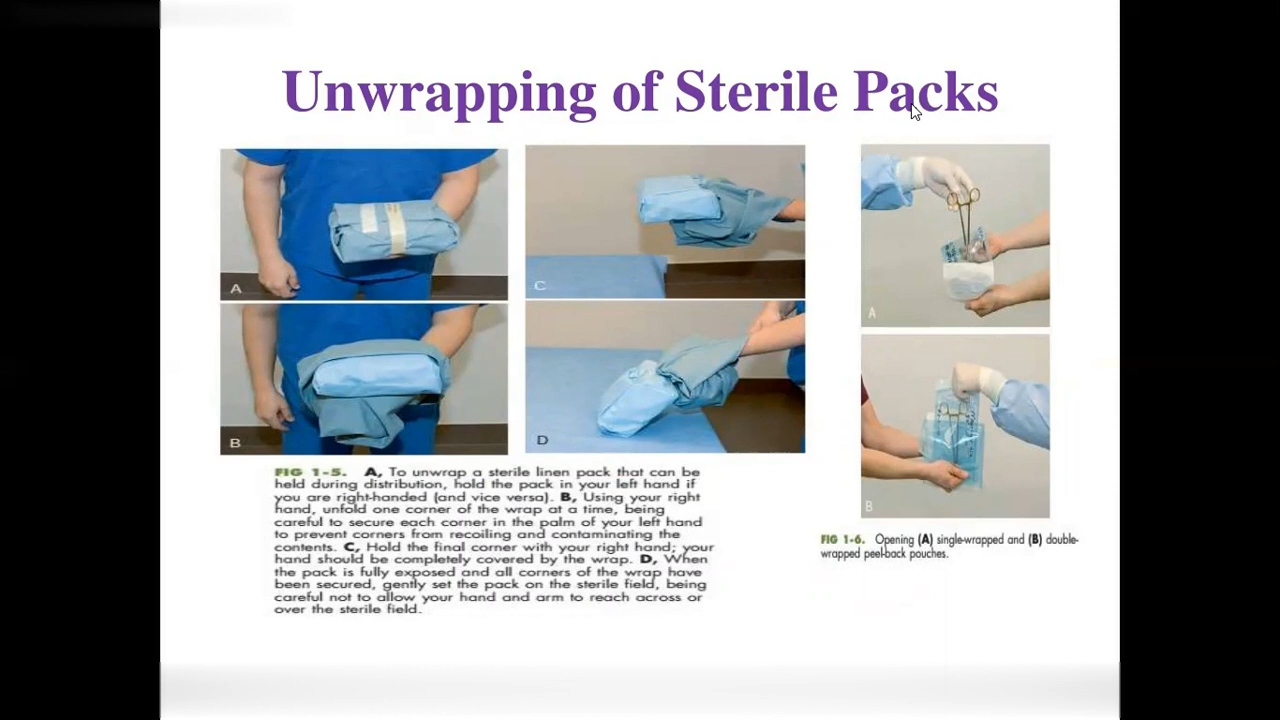 Unwrapping of Sterile Packs
A
C
B
D
FIG 1-5. A, To unwrap a sterile linen pack that can be
held during distribution, hold the pack in your left hand if
you are right-handed (and vice versa). B, Using your right
hand, unfold one corner of the wrap at a time, being
careful to secure each corner in the palm of your left hand
to prevent corners from recoiling and contaminating the
contents. C, Hold the final corner with your right hand; your
hand should be completely covered by the wrap. D, When
the pack is fully exposed and all corners of the wrap have
been secured, gently set the pack on the sterile field, being
careful not to allow your hand and arm to reach across or
over the sterile field.
A
B
FIG 1-6. Opening (A) single-wrapped and (B) double-
wrapped peel-back pouches.